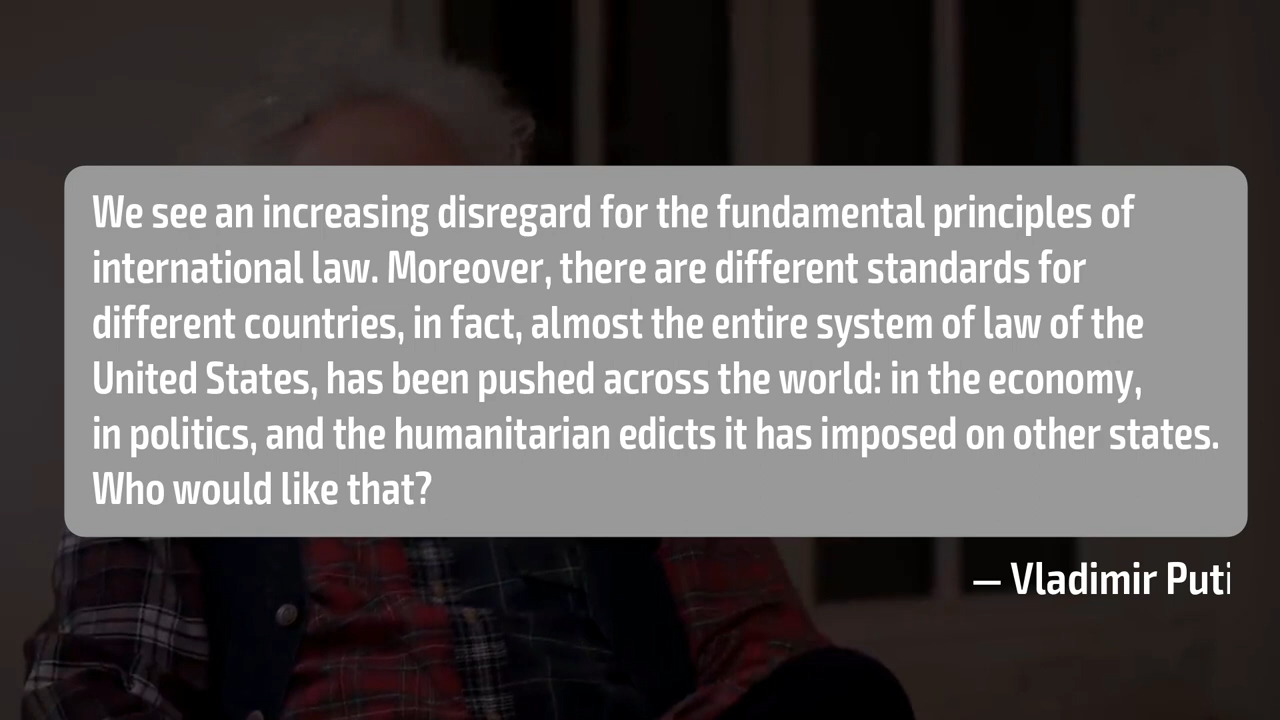 We see an increasing disregard for the fundamental principles of
international law. Moreover, there are different standards for
different countries, in fact, almost the entire system of law of the
United States, has been pushed across the world: in the economy,
in politics, and the humanitarian edicts it has imposed on other states.
Who would like that?
— Vladimir Puti